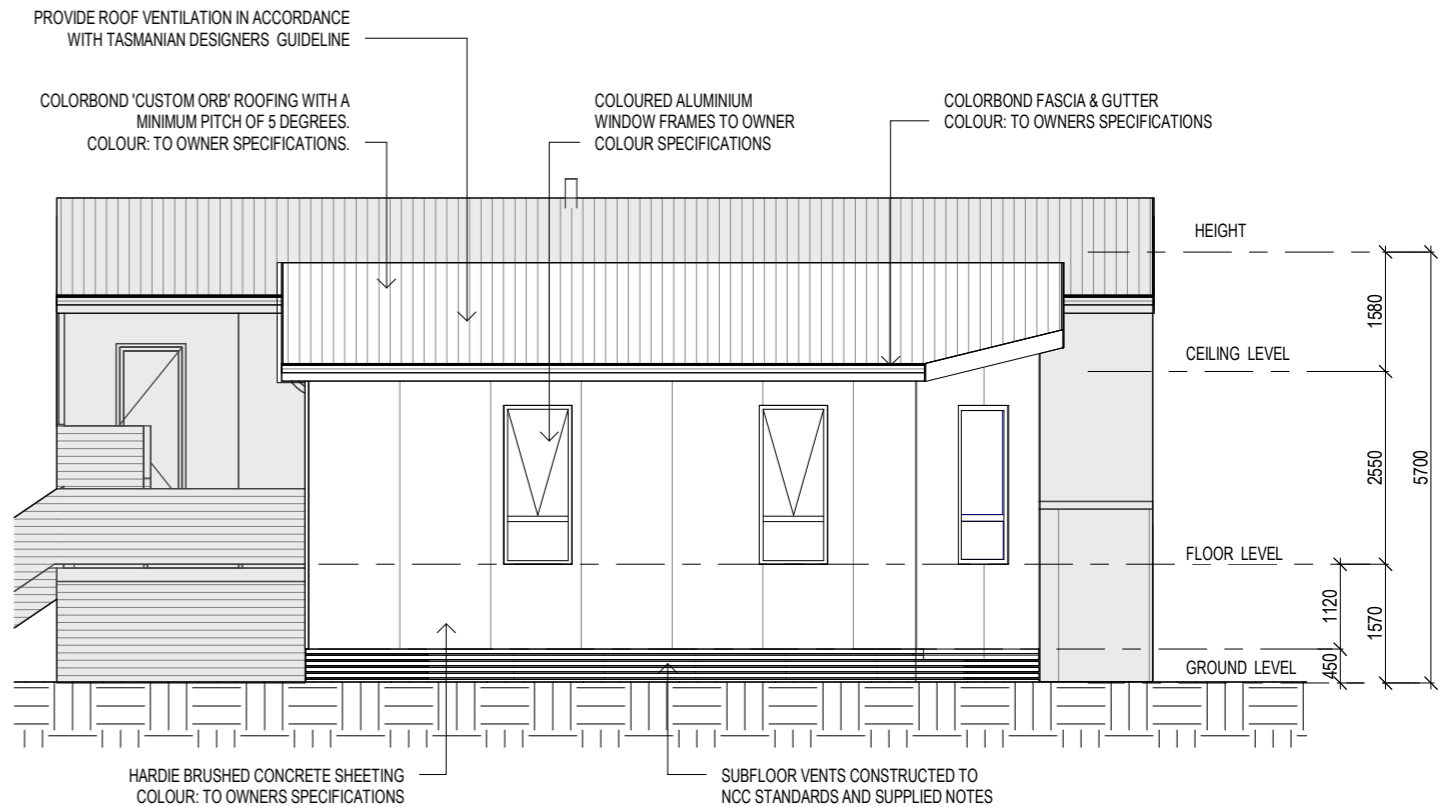 PROVIDE ROOF VENTILATION IN ACCORDANCE
WITH TASMANIAN DESIGNERS GUIDELINE
COLORBOND 'CUSTOM ORB' ROOFING WITH A
MINIMUM PITCH OF 5 DEGREES.
COLOUR: TO OWNER SPECIFICATIONS.
COLOURED ALUMINIUM
WINDOW FRAMES TO OWNER
COLOUR SPECIFICATIONS
COLORBOND FASCIA & GUTTER
COLOUR: TO OWNERS SPECIFICATIONS
HEIGHT
1580
CEILING LEVEL
2550
5700
FLOOR LEVEL
1120
1570
450
GROUND LEVEL
HARDIE BRUSHED CONCRETE SHEETING
COLOUR: TO OWNERS SPECIFICATIONS
SUBFLOOR VENTS CONSTRUCTED TO
NCC STANDARDS AND SUPPLIED NOTES